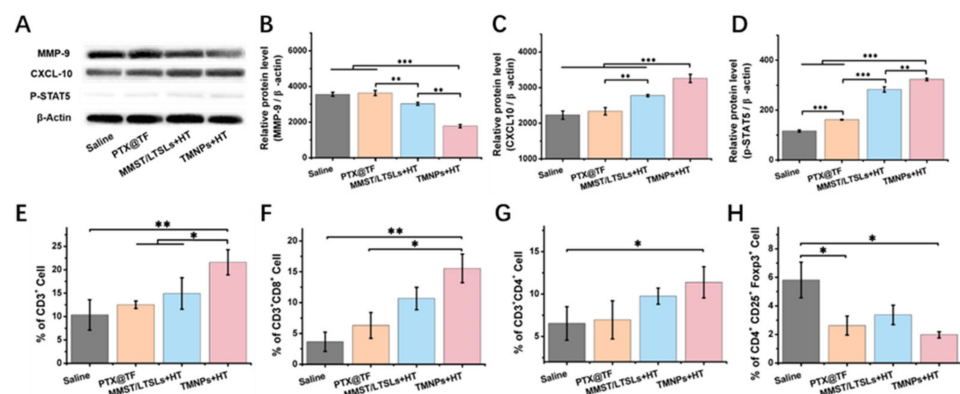 A
MMP-9
CXCL-10
P-STAT5
β-Actin
Saline
PTX@TF
MMST/LTSLs+HT
TMNPs+HT
B
Relative protein level
(MMP-9 / β -actin)
6000
4000
2000
0
***
**
**
Saline
PTX@TF
MMST/LTSLs+HT
TMNPs+HT
C
Relative protein level
(CXCL10 / β -actin)
4000
3000
2000
1000
***
**
Saline
PTX@TF
MMST/LTSLs+HT
TMNPs+HT
D
Relative protein level
(p-STAT5 / β -actin)
400
300
200
100
0
***
***
***
**
Saline
PTX@TF
MMST/LTSLs+HT
TMNPs+HT
E
% of CD3+ Cell
25
20
15
10
5
0
**
*
Saline
PTX@TF
MMST/LTSLs+HT
TMNPs+HT
F
% of CD3+CD8+ Cell
20
15
10
5
0
**
*
Saline
PTX@TF
MMST/LTSLs+HT
TMNPs+HT
G
% of CD3+CD4+ Cell
15
10
5
*
Saline
PTX@TF
MMST/LTSLs+HT
TMNPs+HT
H
% of CD4+ CD25+ Foxp3+ Cell
8
6
4
2
0
*
*
Saline
PTX@TF
MMST/LTSLs+HT
TMNPs+HT